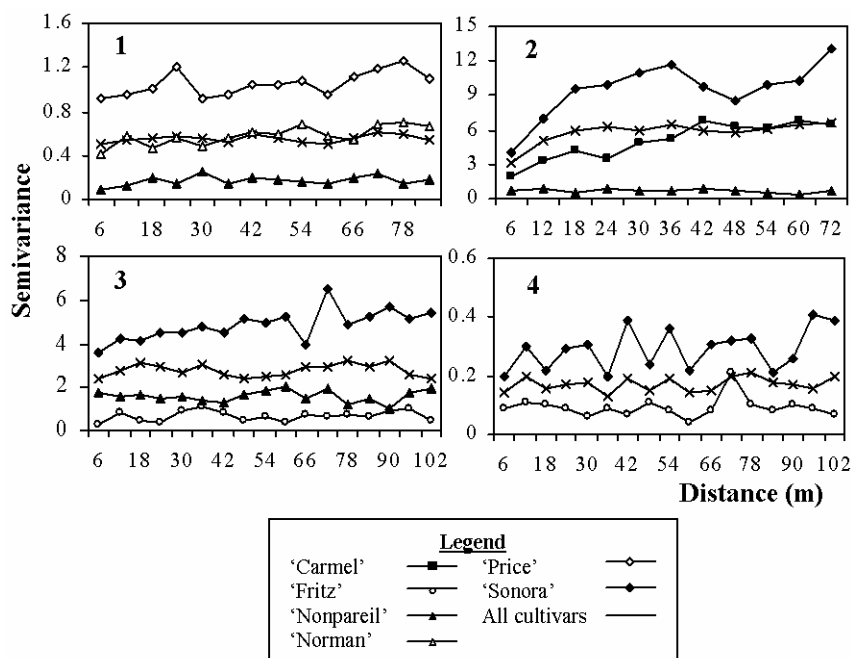 1.6
1.2
0.8
0.4
0
1
6 18 30 42 54 66 78
15
12
9
6
3
0
2
6 12 18 24 30 36 42 48 54 60 66 72
Semivariance
8
6
4
2
0
3
6 18 30 42 54 66 78 90 102
0.6
0.4
0.2
0
4
6 18 30 42 54 66 78 90 102
Distance (m)
Legend
‘Carmel’ ‘Price’
‘Fritz’ ‘Sonora’
‘Nonpareil’ All cultivars
‘Norman’